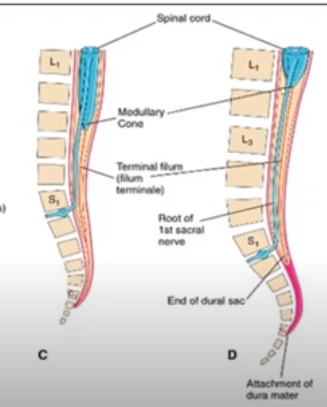 Spinal cord
L1
L1
Medullary
Cone
L3
Terminal filum
(filum
terminale)
S1
s)
Root of
1st sacral
nerve
S1
End of dural sac
C
D
Attachment of
dura mater